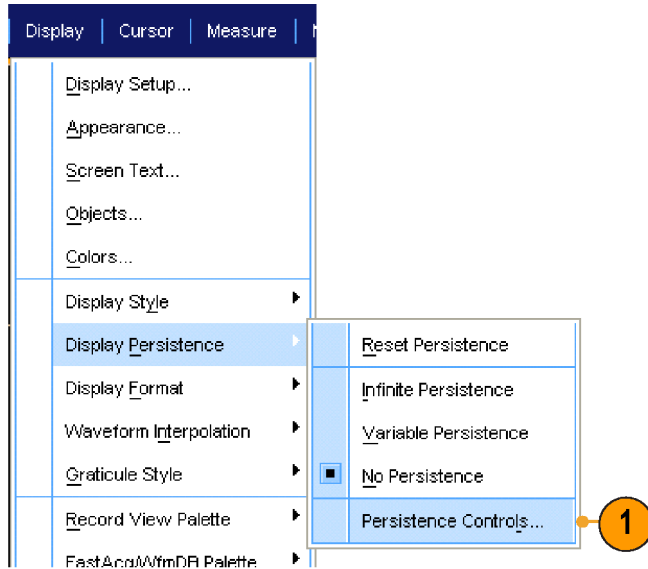 Display | Cursor | Measure |
Display Setup...
Appearance...
Screen Text...
Objects...
Colors...
Display Style
Display Persistence
Reset Persistence
Display Format
Infinite Persistence
Waveform Interpolation
Variable Persistence
Graticule Style
No Persistence
Record View Palette
Persistence Controls...
1
FastAcq/WfmDB Palette